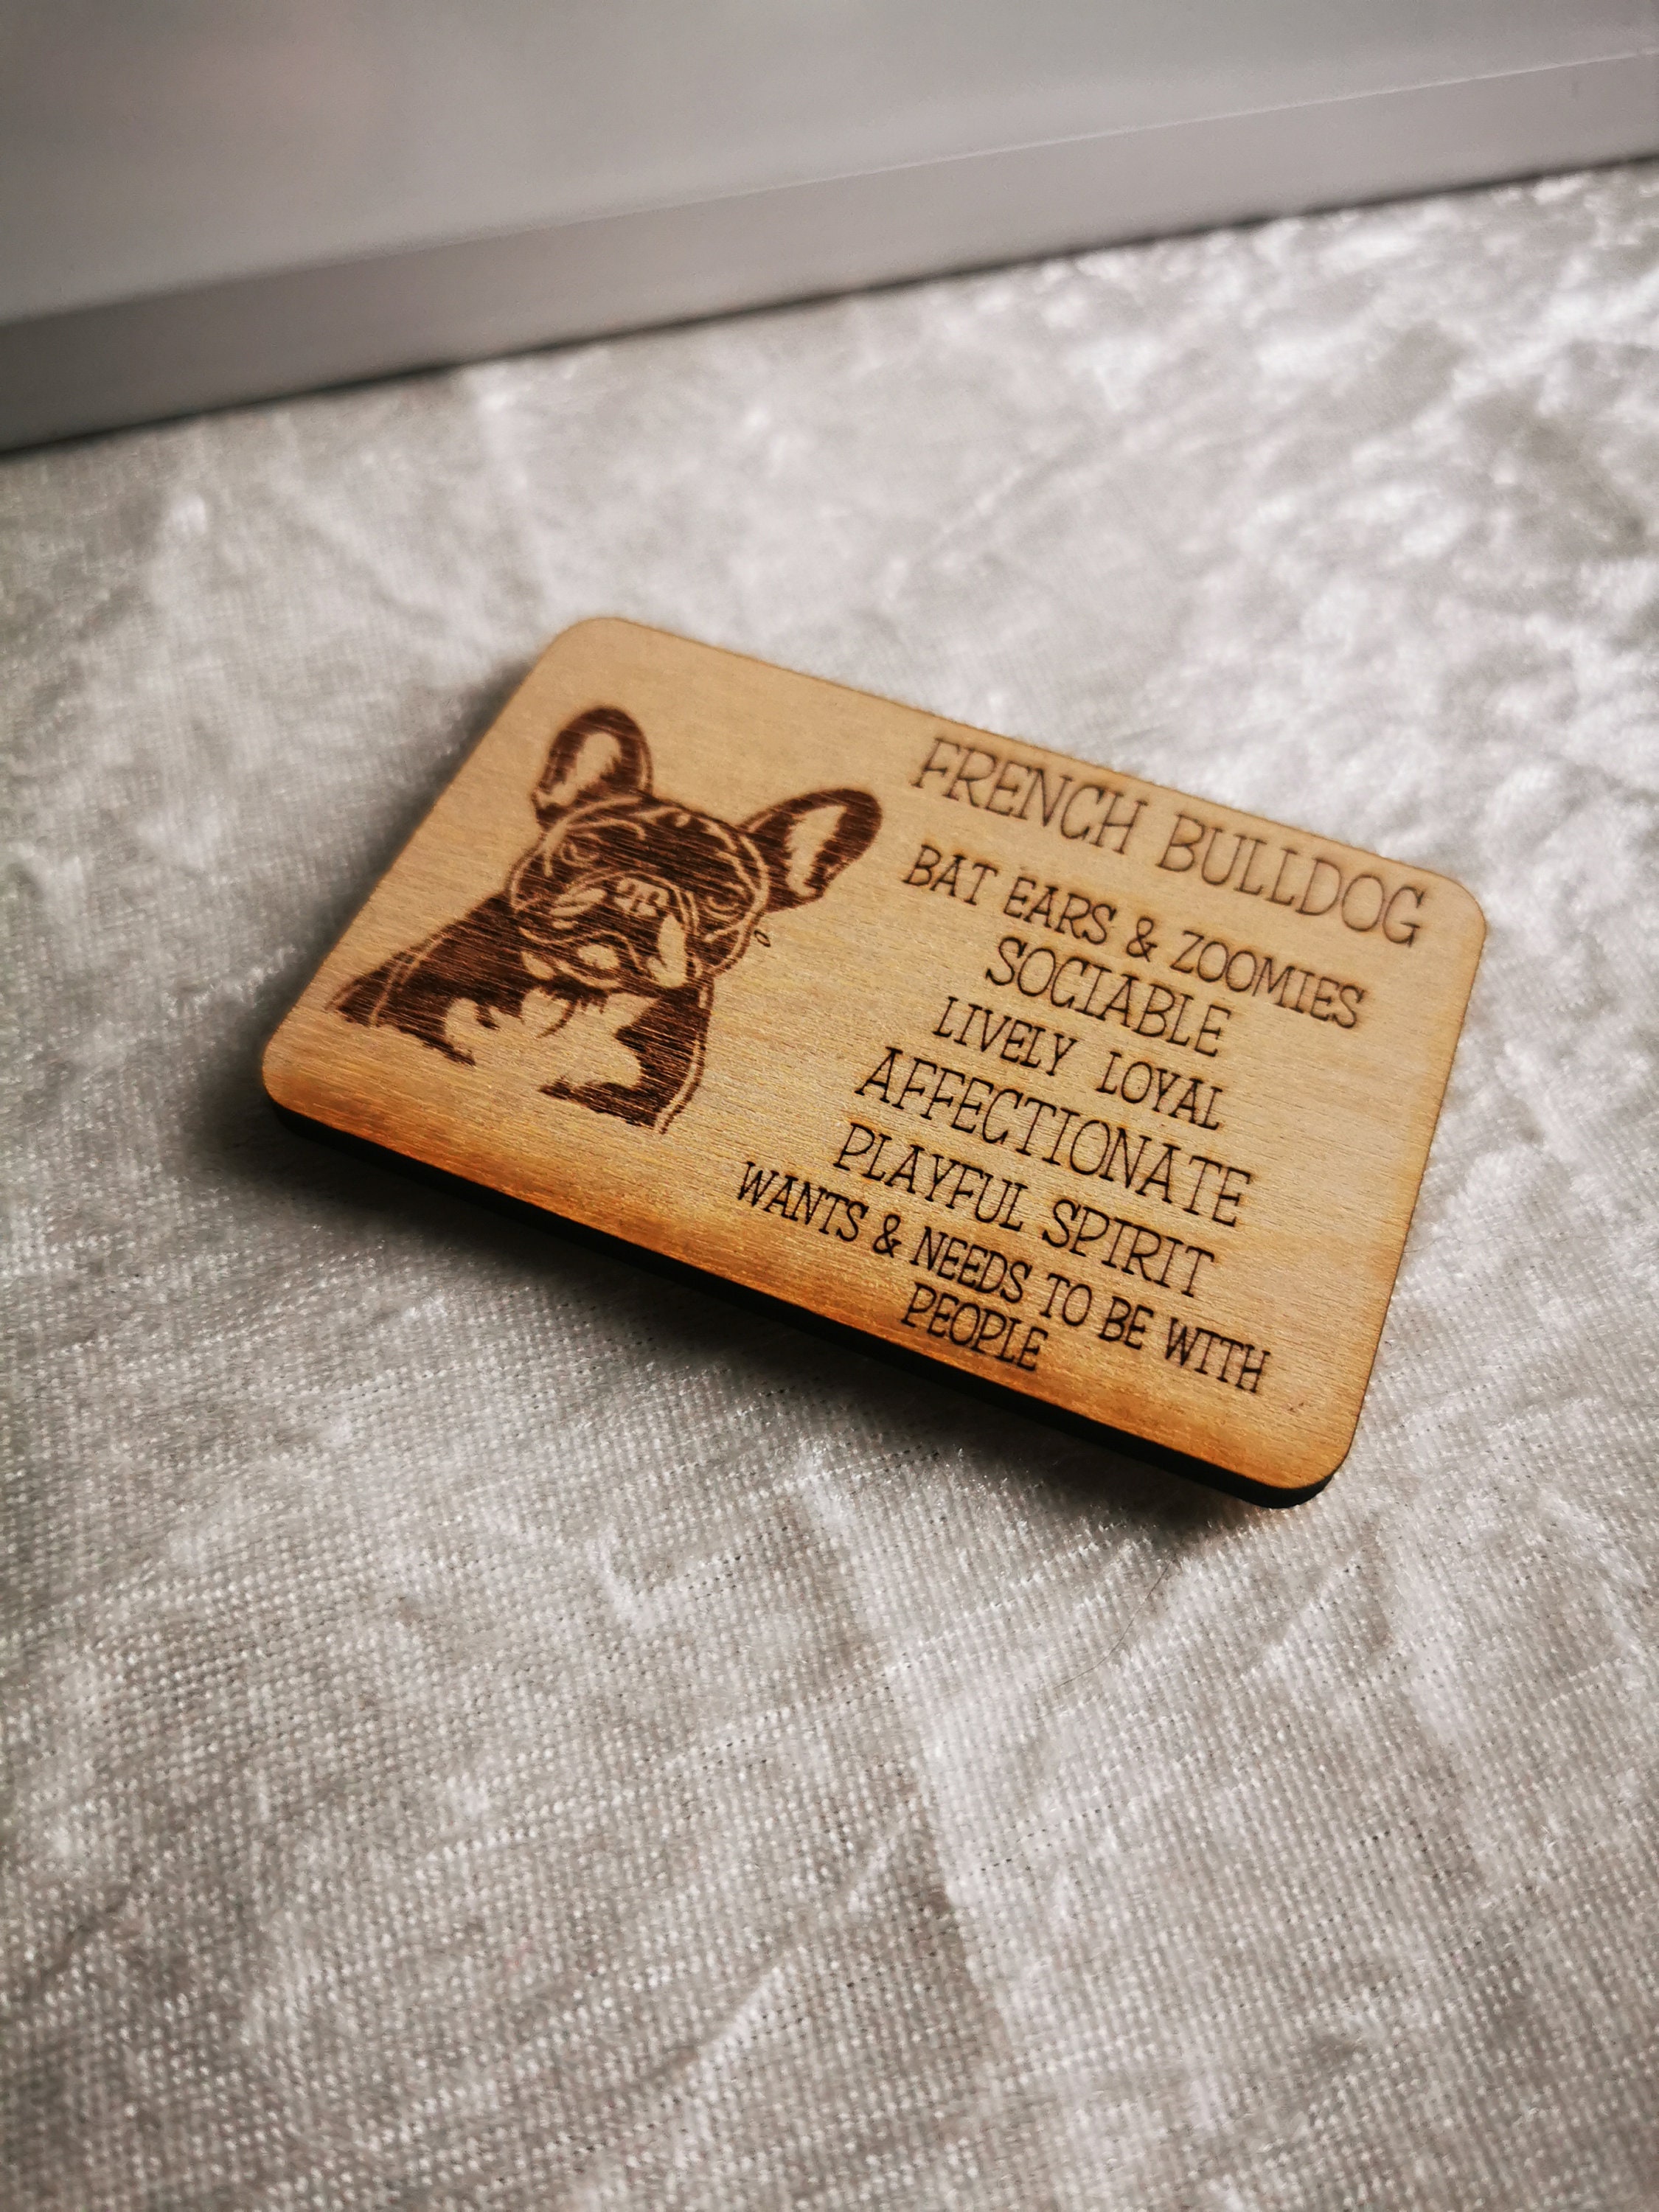 FRENCH BULLDOG
BAT EARS & ZOOMIES
SOCIABLE
LIVELY LOYAL
AFFECTIONATE
PLAYFUL SPIRIT
WANTS & NEEDS TO BE WITH
PEOPLE